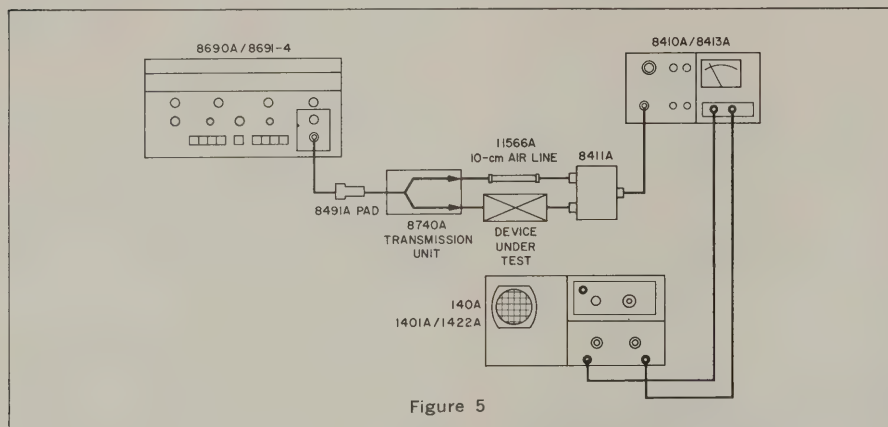 8690A/8691-4
8410A/8413A
11566A
10-cm AIR LINE
8411A
8491A PAD
8740A
TRANSMISSION
UNIT
DEVICE
UNDER
TEST
140A
1401A/1422A
Figure 5